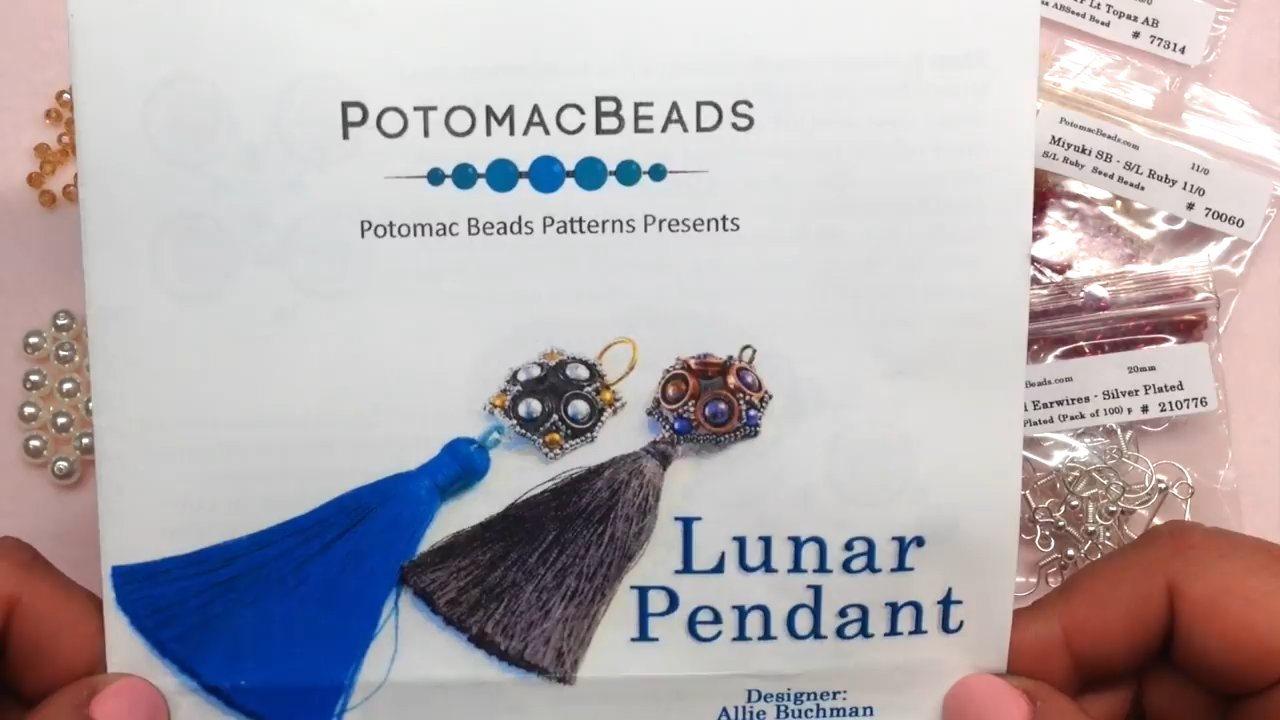 POTOMACBEADS
Potomac Beads Patterns Presents
Lunar
Pendant
Designer:
Allie Buchman
Lt Topaz AB
ABSeed Bead
# 77314
PotomacBeads.com
11/0
Miyuki SB - S/L Ruby 11/0
S/L Ruby Seed Beads
# 70060
Beads.com
20mm
Earwires - Silver Plated
Plated (Pack of 100) P # 210776